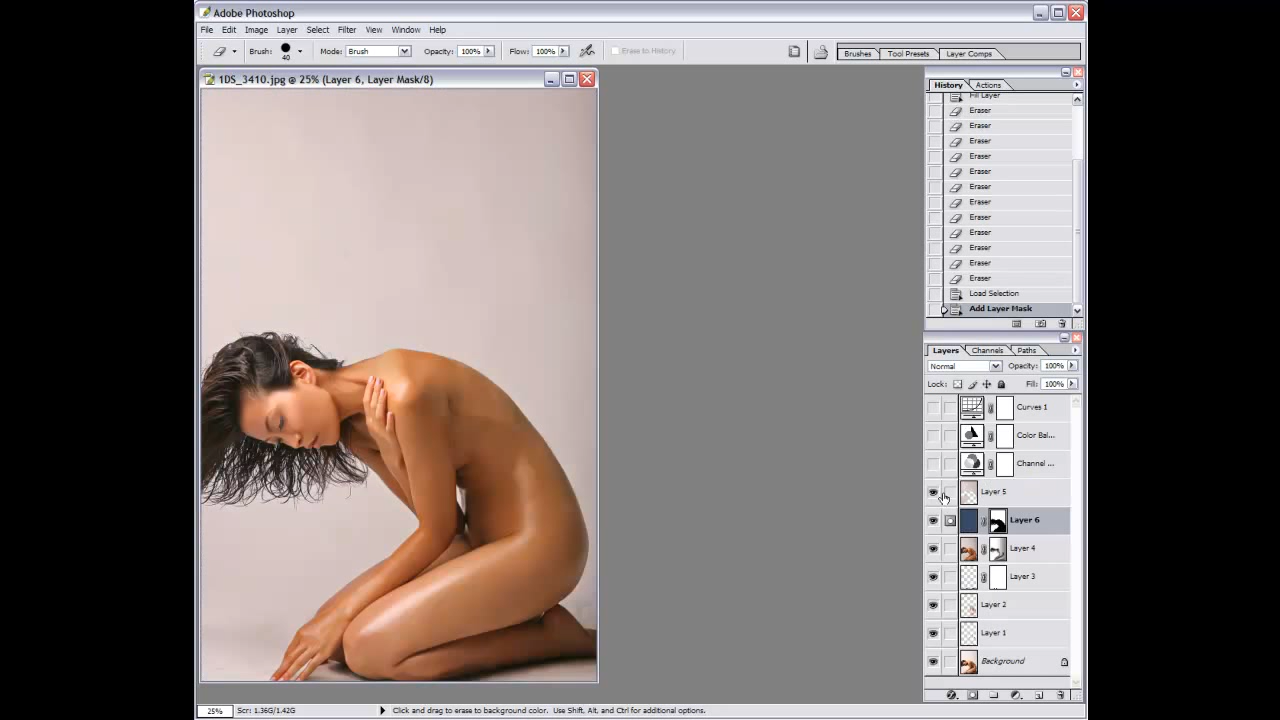 Adobe Photoshop
File Edit Image Layer Select Filter View Window Help
Brush: 40 Mode: Brush Opacity: 100% Flow: 100% Erase to History Brushes Tool Presets Layer Comps
1DS_3410.jpg @ 25% (Layer 6, Layer Mask/8)
History Actions
Fill Layer
Eraser
Eraser
Eraser
Eraser
Eraser
Eraser
Eraser
Eraser
Eraser
Eraser
Eraser
Eraser
Load Selection
Add Layer Mask
Layers Channels Paths
Normal Opacity: 100%
Lock: Fill: 100%
Curves 1
Color Bal...
Channel ...
Layer 5
Layer 6
Layer 4
Layer 3
Layer 2
Layer 1
Background
25% Scr: 1.36G/1.42G Click and drag to erase to background color. Use Shift, Alt, and Ctrl for additional options.